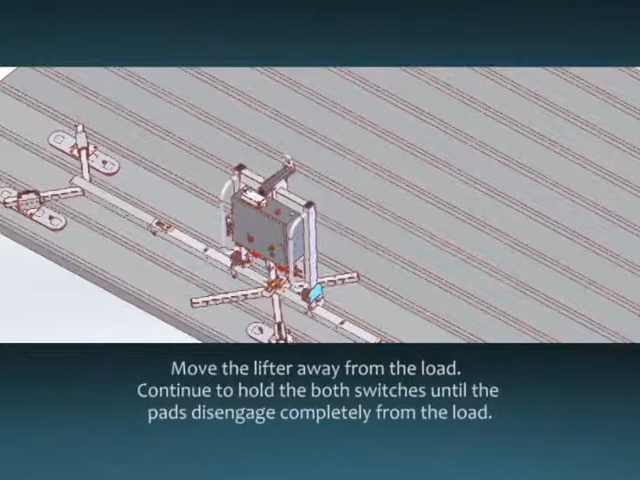 Move the lifter away from the load.
Continue to hold the both switches until the
pads disengage completely from the load.